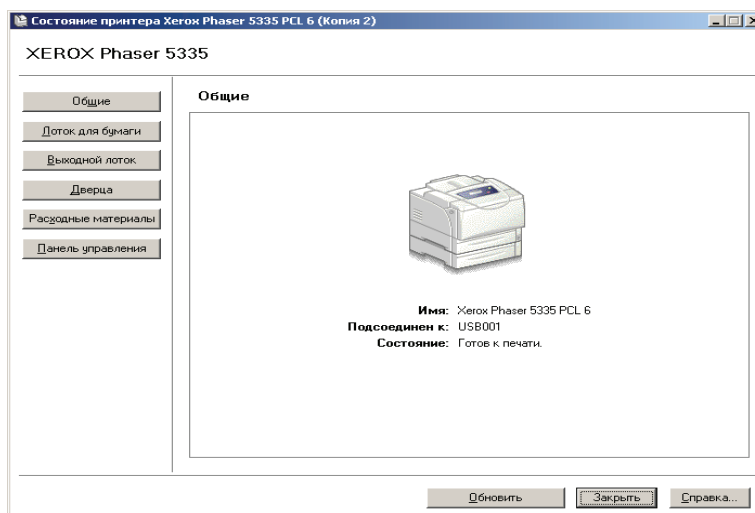 Состояние принтера Xerox Phaser 5335 PCL 6 (Копия 2)
XEROX Phaser 5335
Общие
Лоток для бумаги
Выходной лоток
Дверца
Расходные материалы
Панель управления
Общие
Имя: Xerox Phaser 5335 PCL 6
Подсоединен к: USB001
Состояние: Готов к печати.
Обновить
Закрыть
Справка...